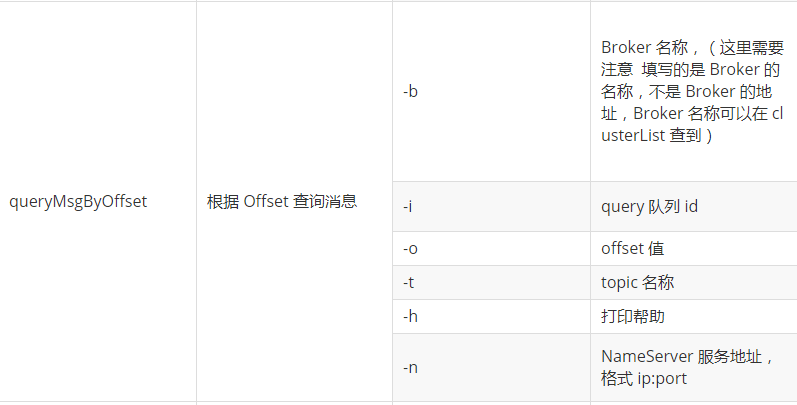 queryMsgByOffset
根据 Offset 查询消息
-b
Broker 名称，（这里需要
注意 填写的是 Broker 的
名称，不是 Broker 的地
址，Broker 名称可以在 cl
usterList 查到）
-i
query 队列 id
-o
offset 值
-t
topic 名称
-h
打印帮助
-n
NameServer 服务地址，
格式 ip:port